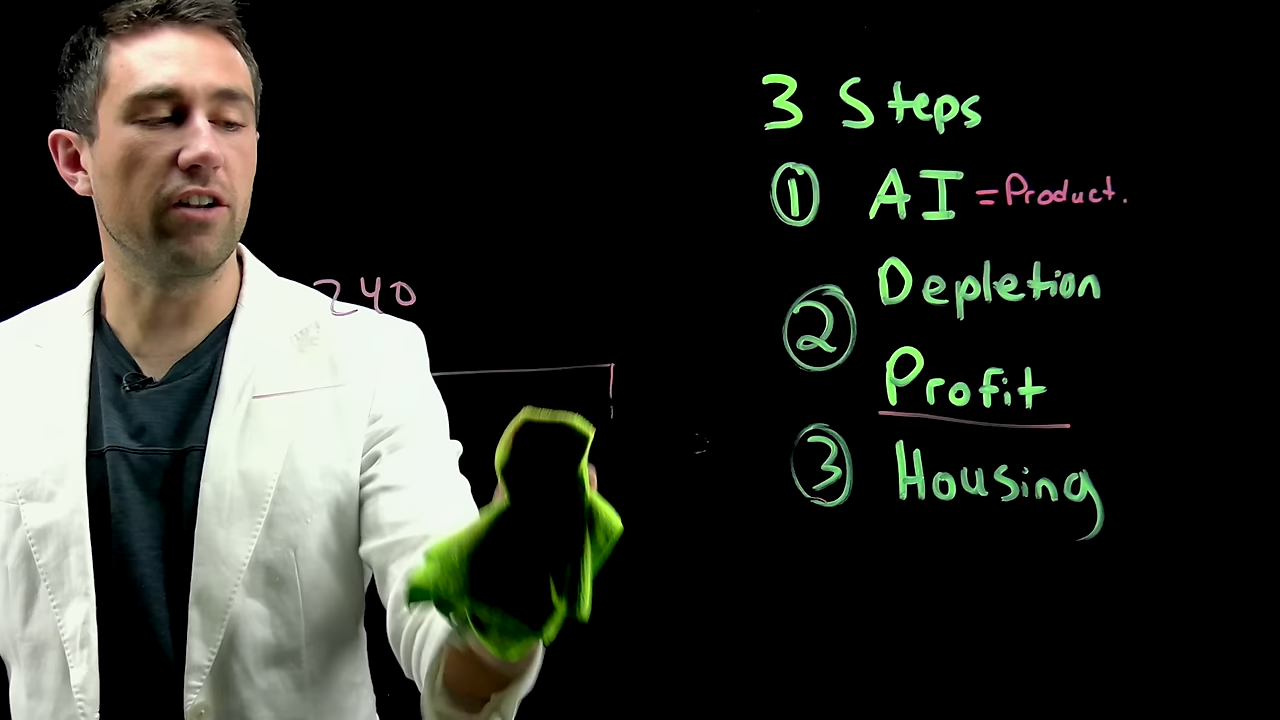 3 Steps
① AI = Product.
② Depletion
Profit
③ Housing
240